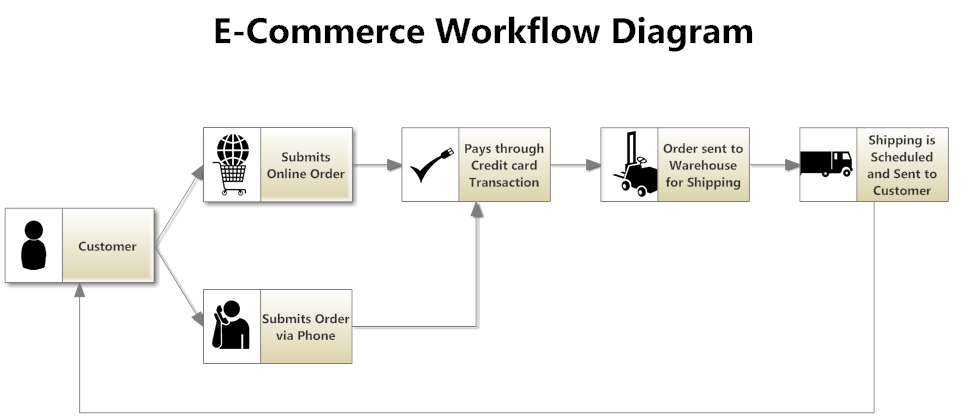 E-Commerce Workflow Diagram
Submits
Online Order
Pays through
Credit card
Transaction
Order sent to
Warehouse
for Shipping
Shipping is
Scheduled
and Sent to
Customer
Customer
Submits Order
via Phone